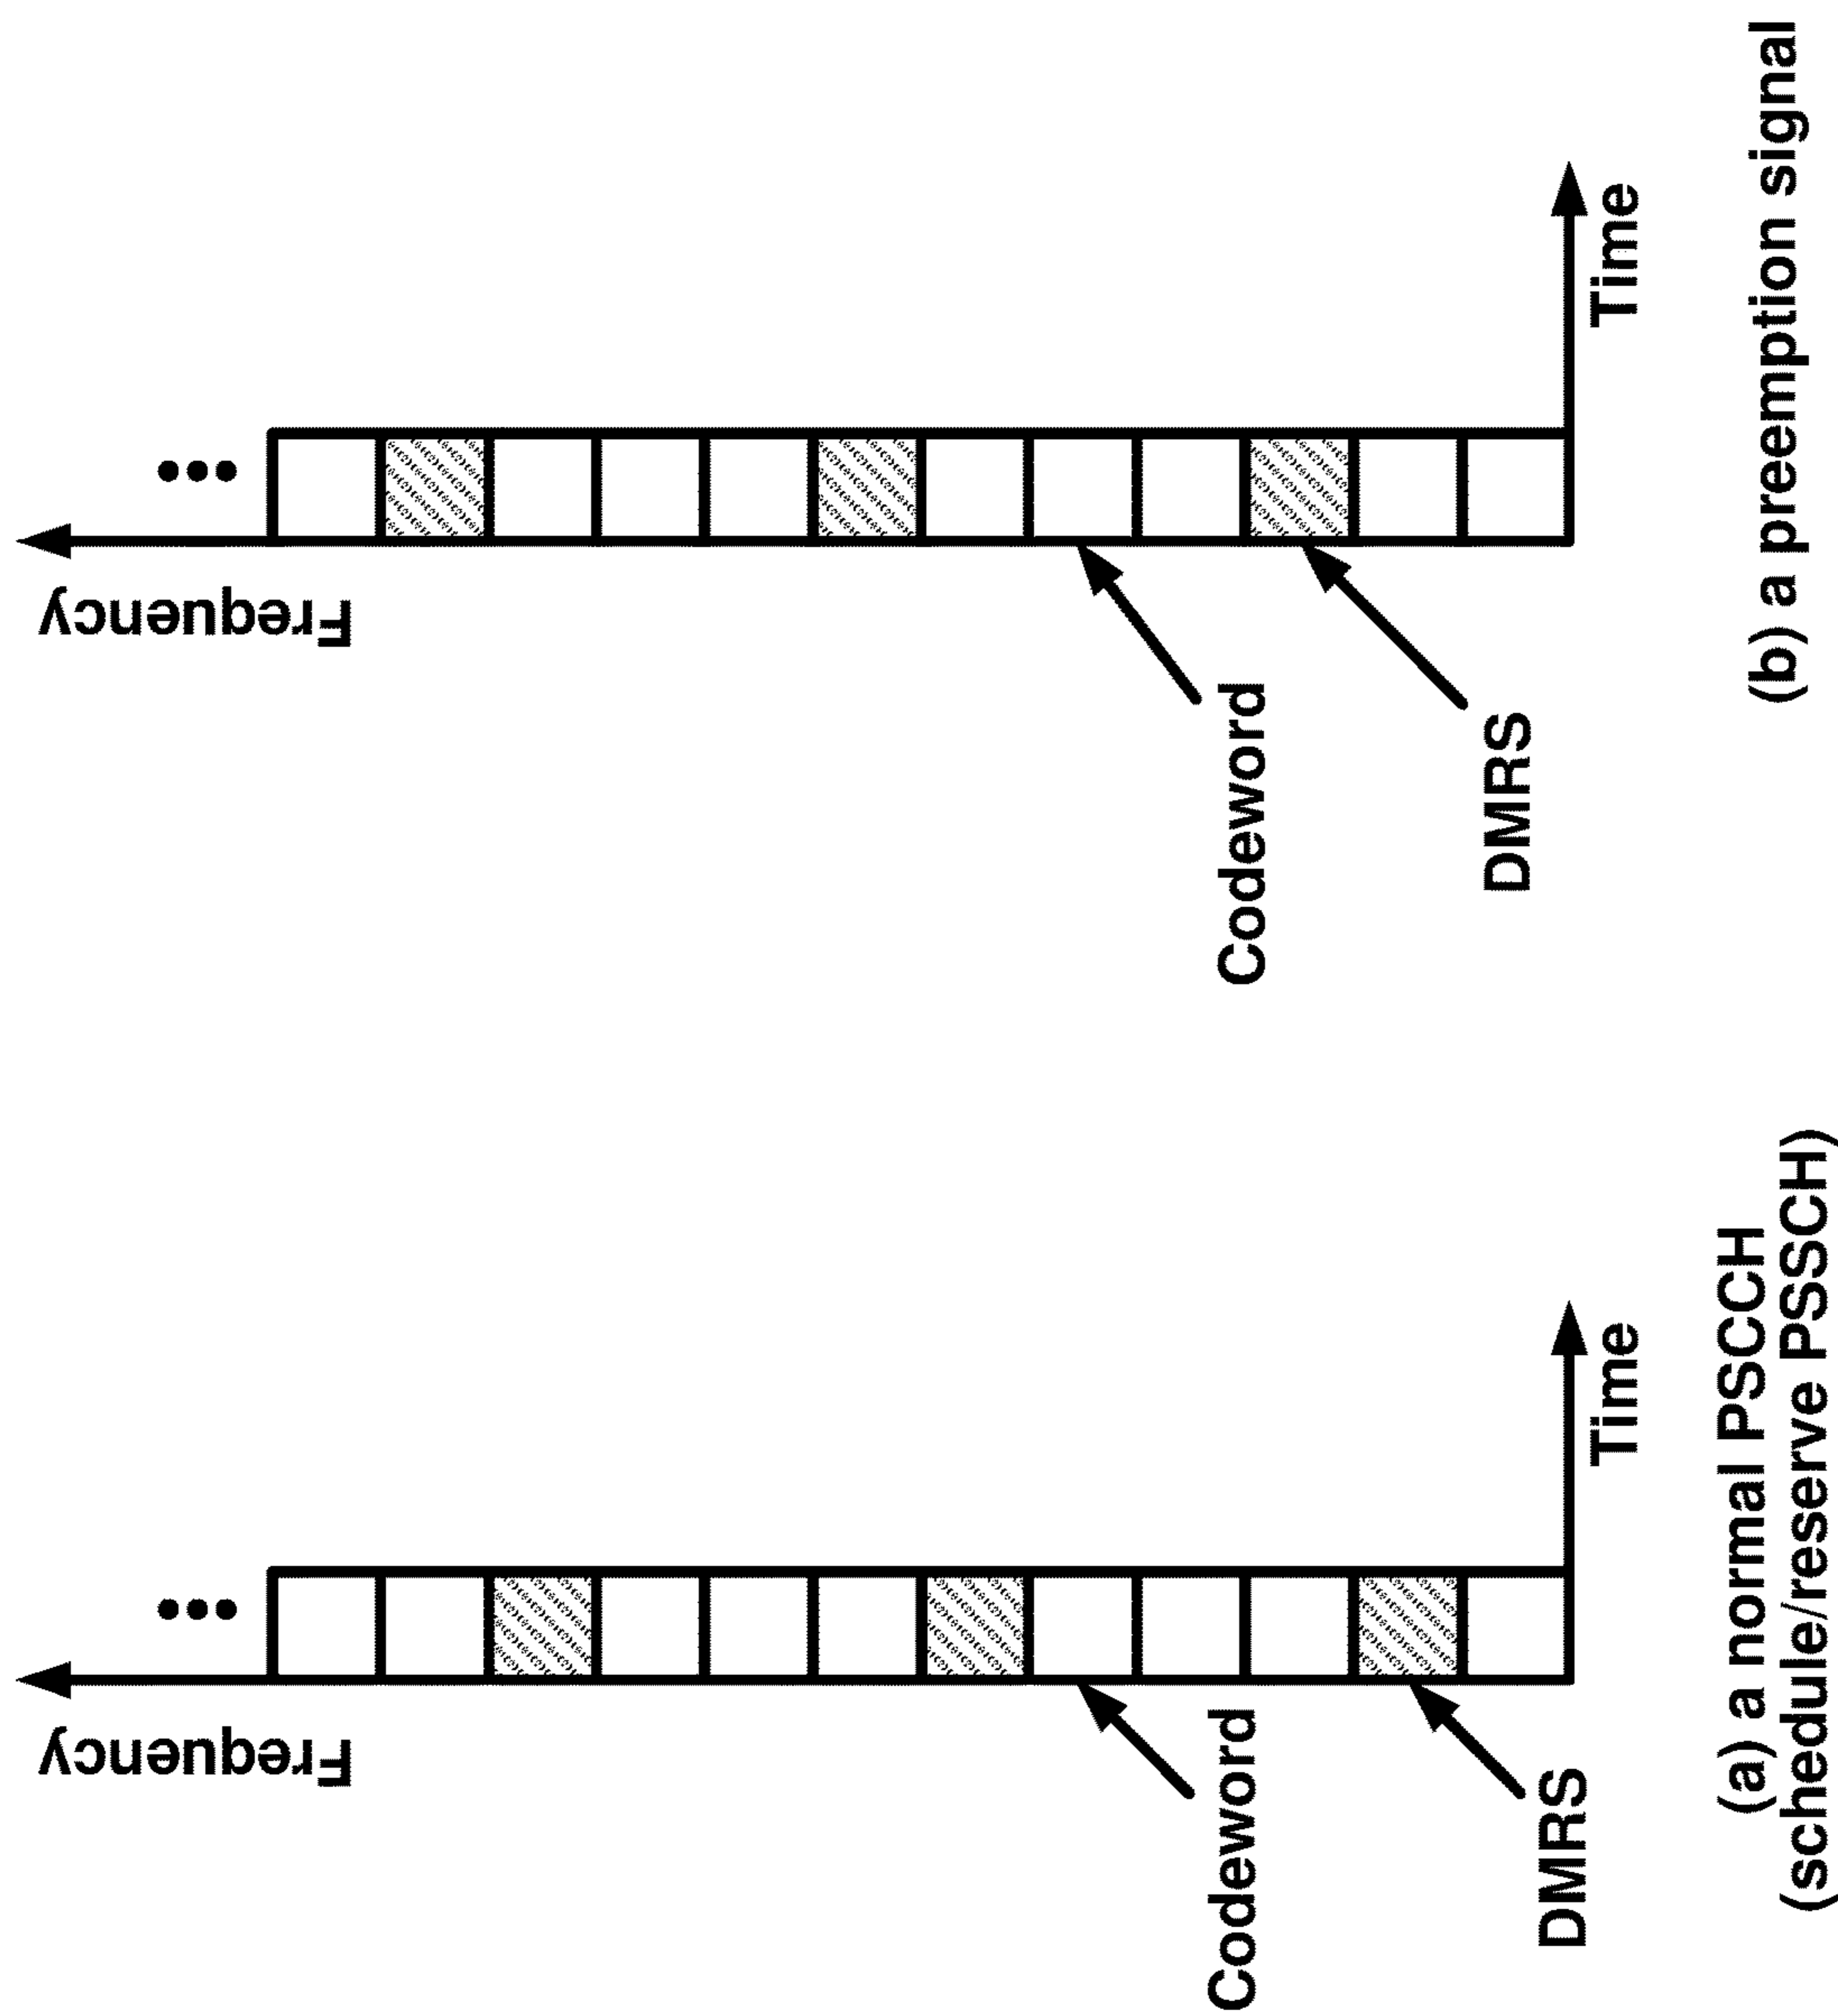 Frequency
•••
Codeword
DMRS
Time
(a) a normal PSCCH
(schedule/reserve PSSCH)
Frequency
•••
Codeword
DMRS
Time
(b) a preemption signal